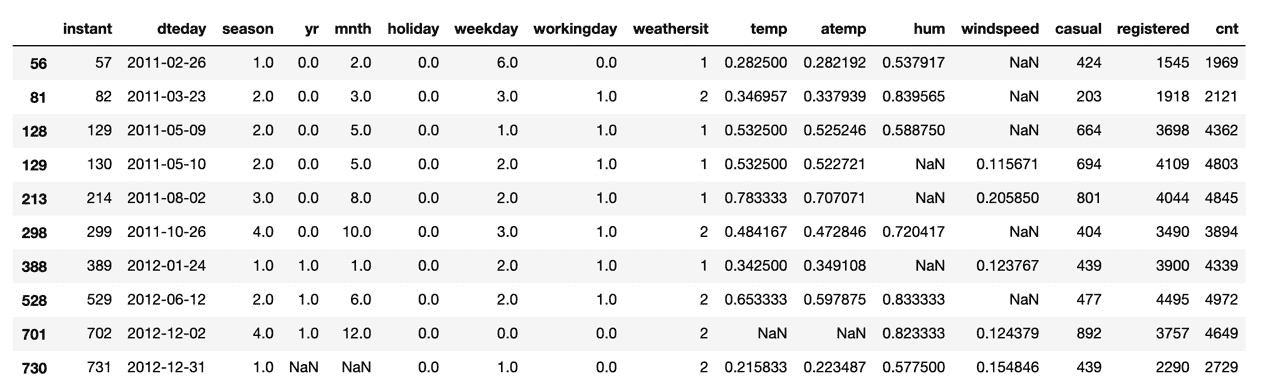 instant dteday season yr mnth holiday weekday workingday weathersit temp atemp hum windspeed casual registered cnt
56 57 2011-02-26 1.0 0.0 2.0 0.0 6.0 0.0 1 0.282500 0.282192 0.537917 NaN 424 1545 1969
81 82 2011-03-23 2.0 0.0 3.0 0.0 3.0 1.0 2 0.346957 0.337939 0.839565 NaN 203 1918 2121
128 129 2011-05-09 2.0 0.0 5.0 0.0 1.0 1.0 1 0.532500 0.525246 0.588750 NaN 664 3698 4362
129 130 2011-05-10 2.0 0.0 5.0 0.0 2.0 1.0 1 0.532500 0.522721 NaN 0.115671 694 4109 4803
213 214 2011-08-02 3.0 0.0 8.0 0.0 2.0 1.0 1 0.783333 0.707071 NaN 0.205850 801 4044 4845
298 299 2011-10-26 4.0 0.0 10.0 0.0 3.0 1.0 2 0.484167 0.472846 0.720417 NaN 404 3490 3894
388 389 2012-01-24 1.0 1.0 1.0 0.0 2.0 1.0 1 0.342500 0.349108 NaN 0.123767 439 3900 4339
528 529 2012-06-12 2.0 1.0 6.0 0.0 2.0 1.0 2 0.653333 0.597875 0.833333 NaN 477 4495 4972
701 702 2012-12-02 4.0 1.0 12.0 0.0 0.0 0.0 2 NaN NaN 0.823333 0.124379 892 3757 4649
730 731 2012-12-31 1.0 NaN NaN 0.0 1.0 0.0 2 0.215833 0.223487 0.577500 0.154846 439 2290 2729